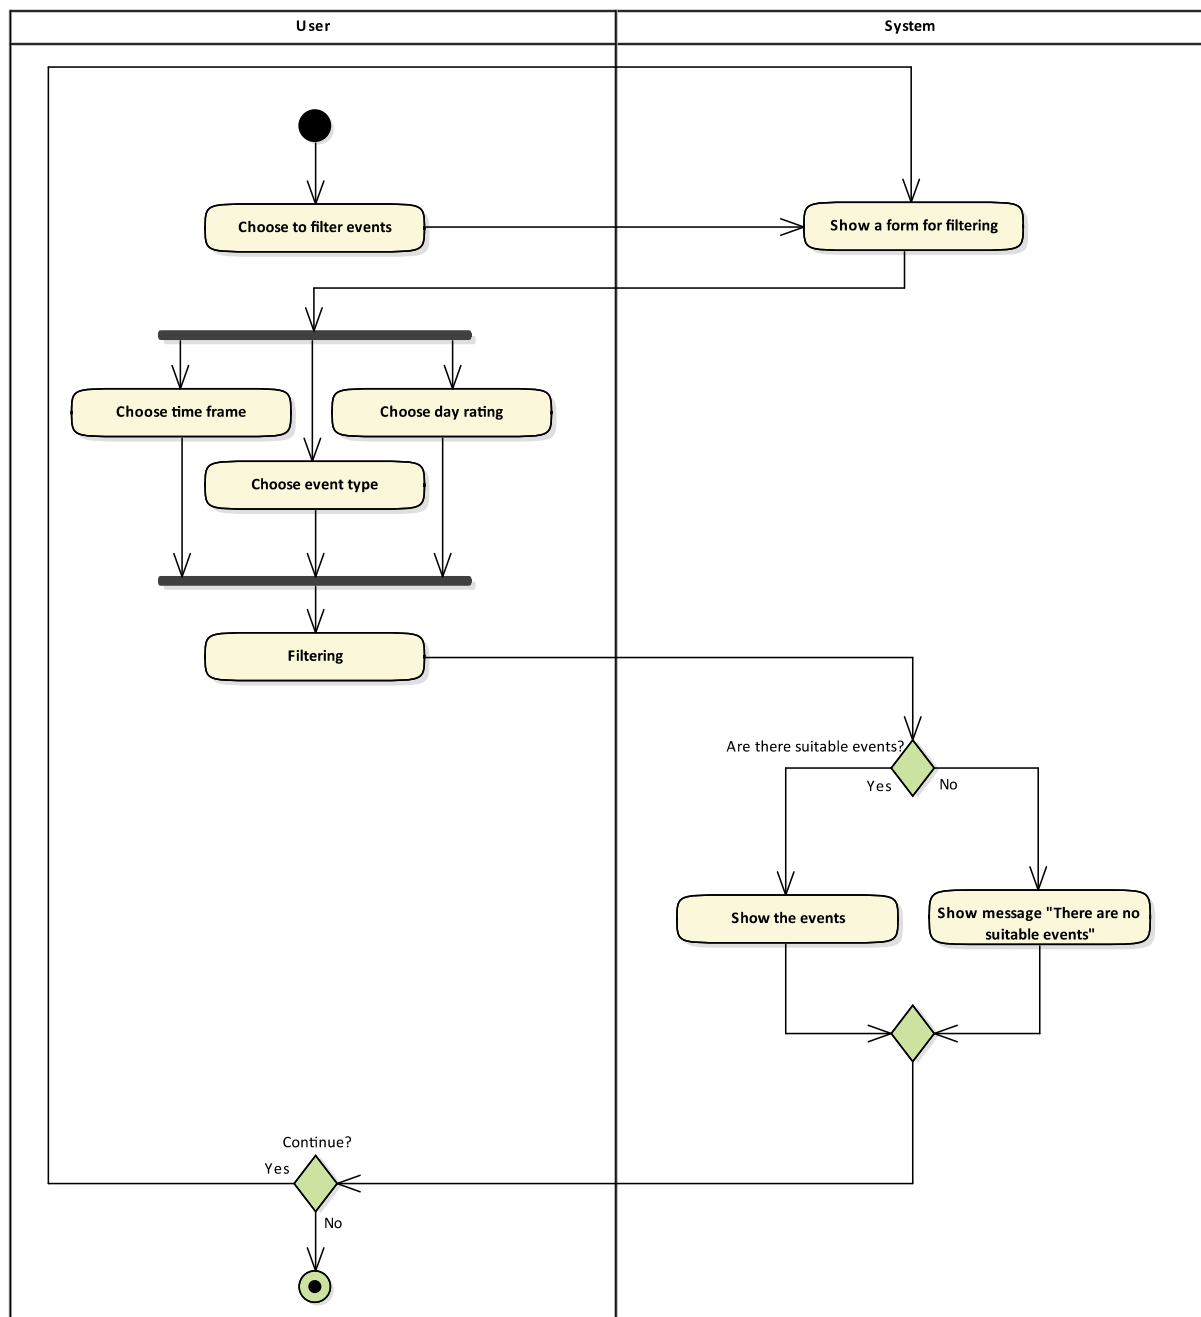 User
System
Choose to filter events
Show a form for filtering
Choose time frame
Choose day rating
Choose event type
Filtering
Are there suitable events?
Yes
No
Show the events
Show message "There are no
suitable events"
Continue?
Yes
No